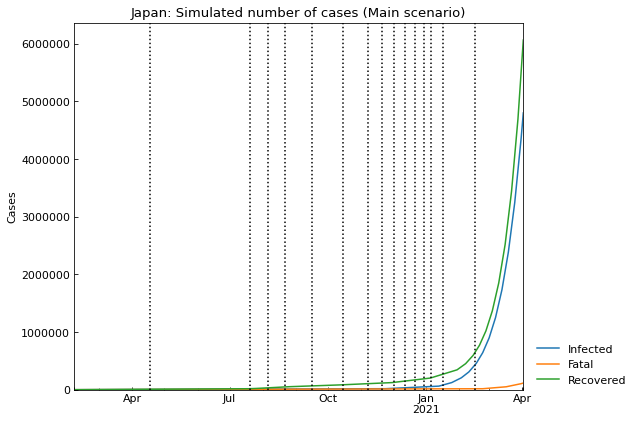 Japan: Simulated number of cases (Main scenario)
Cases
6000000
5000000
4000000
3000000
2000000
1000000
0
Apr
Jul
Oct
Jan
2021
Apr
Infected
Fatal
Recovered